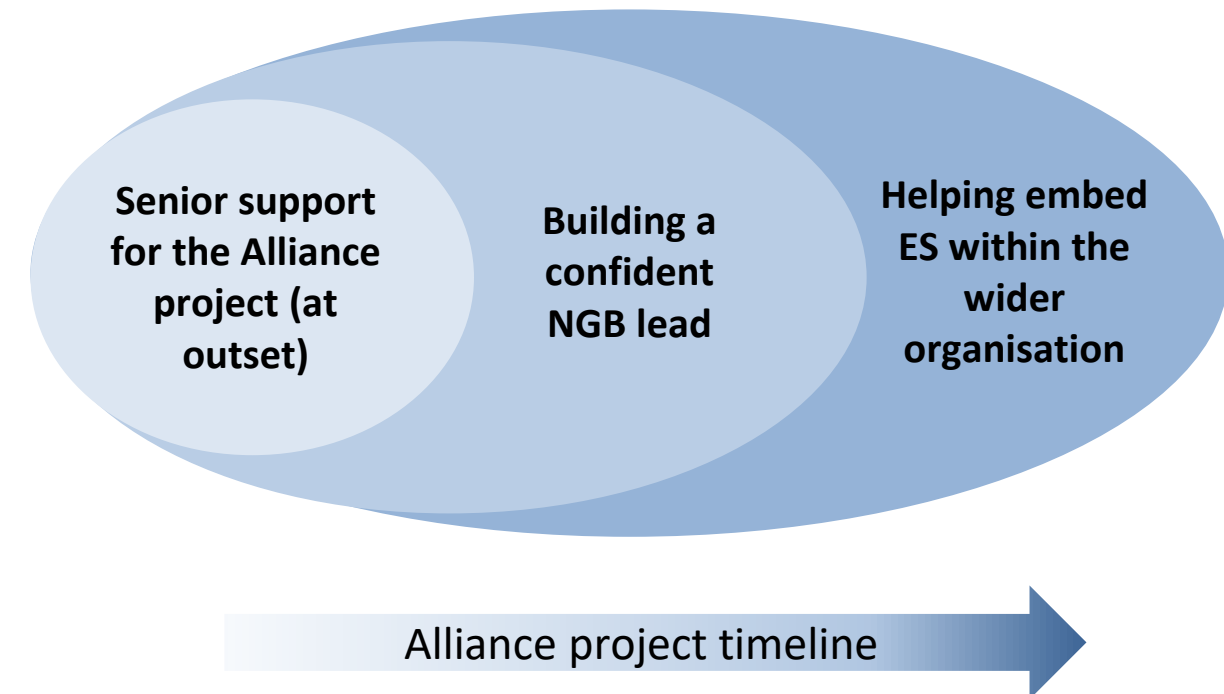 Senior support
for the Alliance
project (at
outset)
Building a
confident
NGB lead
Helping embed
ES within the
wider
organisation
Alliance project timeline